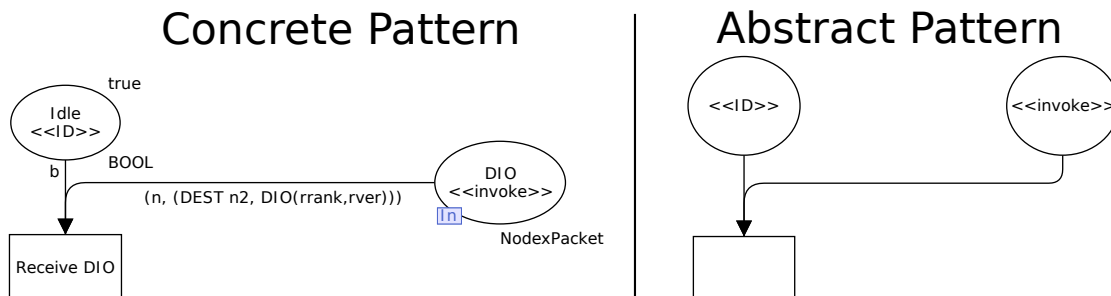 Concrete Pattern
Abstract Pattern
true
Idle
<<ID>>
b
BOOL
DIO
<<invoke>>
(n, (DEST n2, DIO(rrank,rver)))
In
NodexPacket
Receive DIO
<<ID>>
<<invoke>>